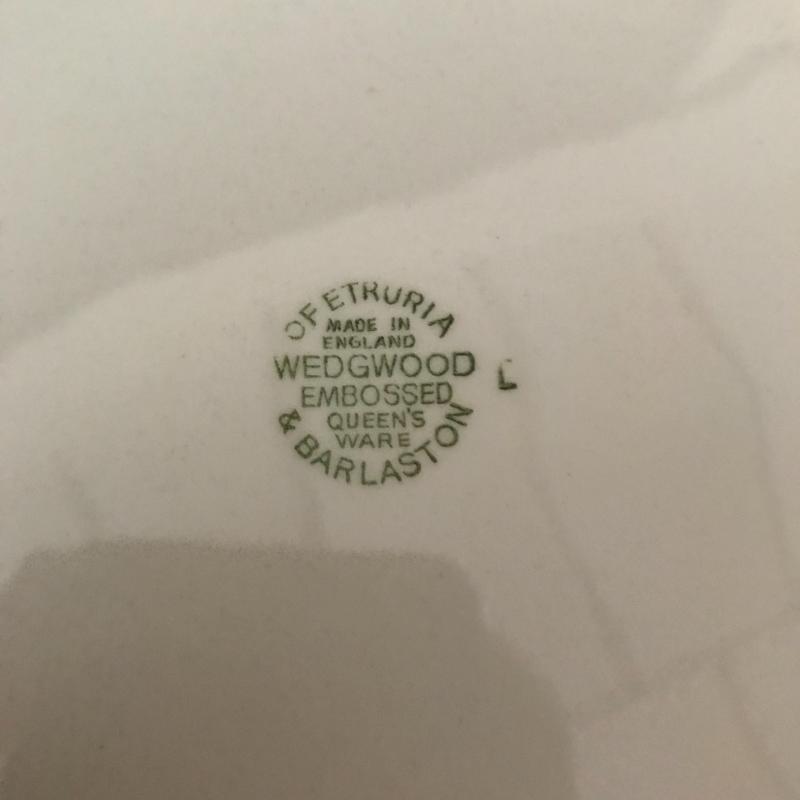 OF ETRURIA
MADE IN
ENGLAND
WEDGWOOD
EMBOSSED
QUEEN'S
WARE
& BARLASTON
L